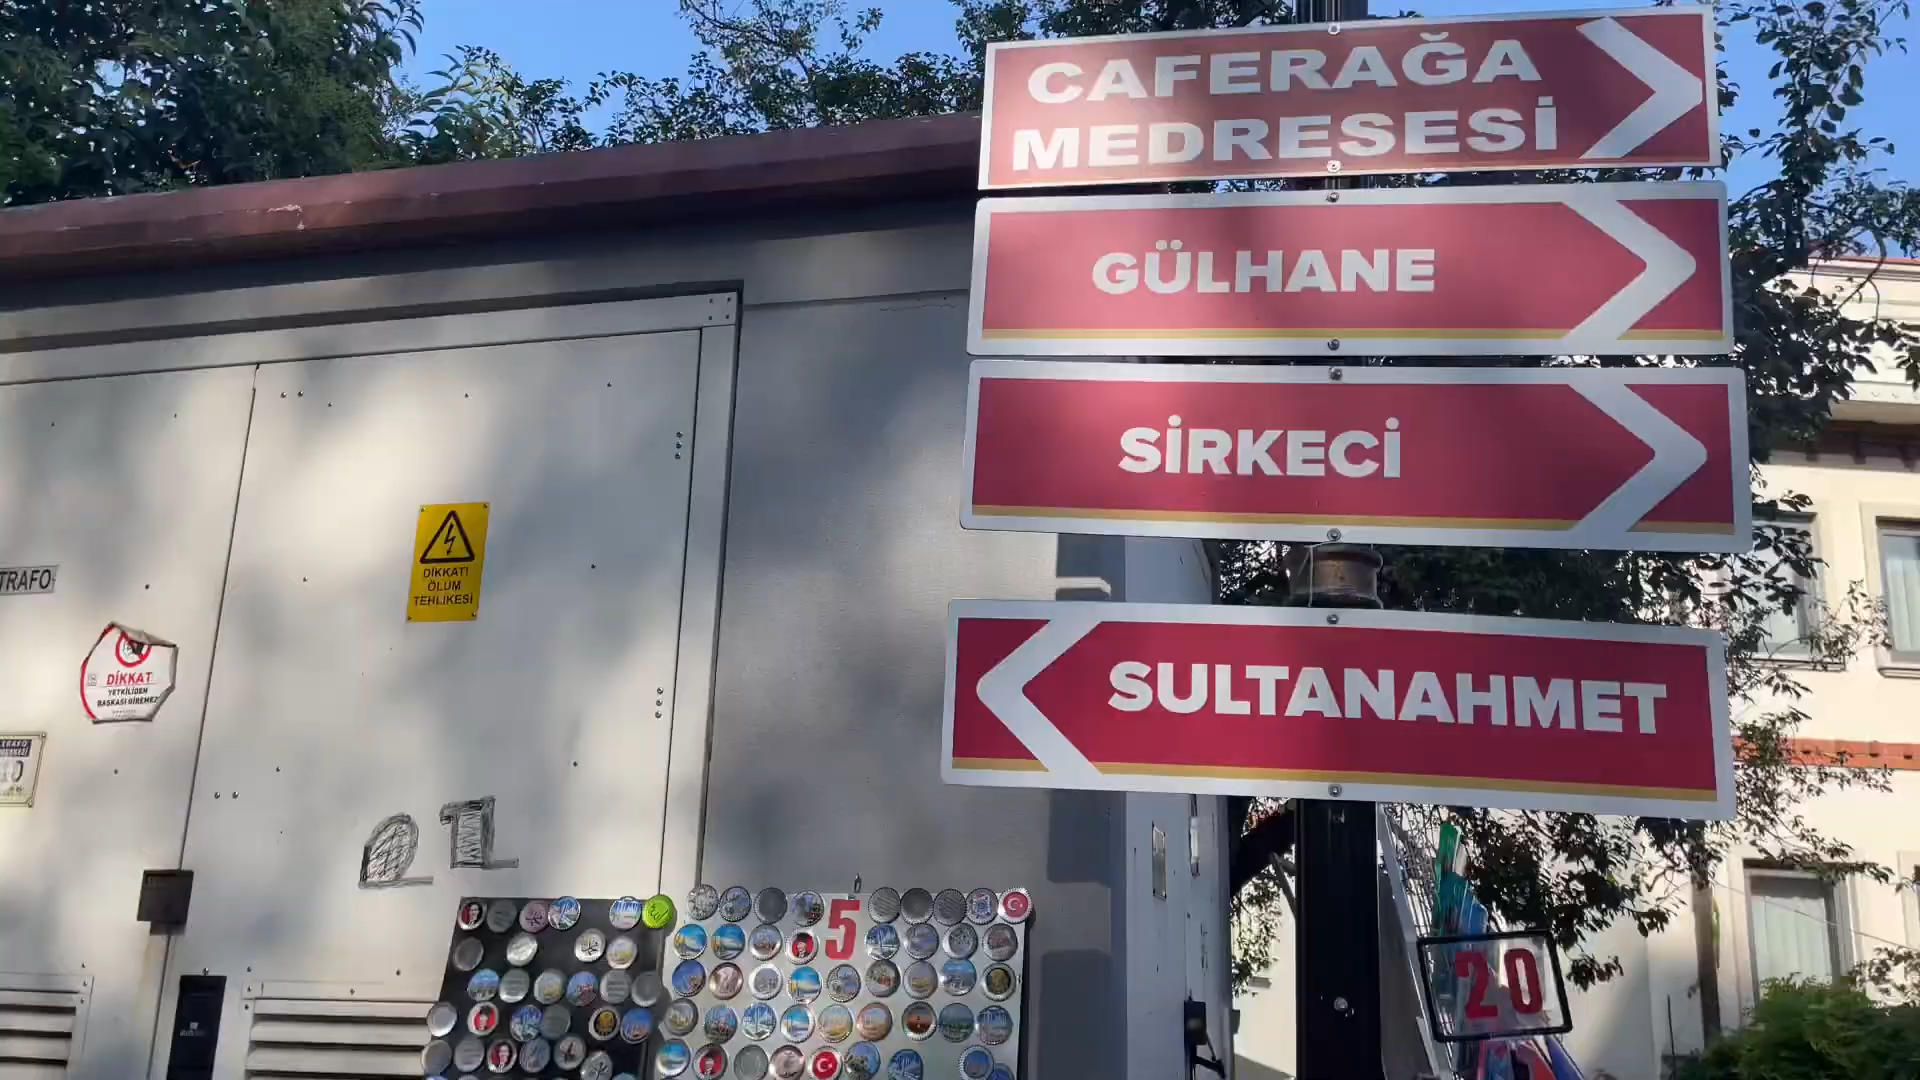 CAFERAĞA
MEDRESESİ
GÜLHANE
SİRKECİ
SULTANAHMET
TRAFO
DİKKAT!
ÖLÜM
TEHLİKESİ
DİKKAT
YETKİLİDEN
BAŞKASI GİREMEZ
5
20